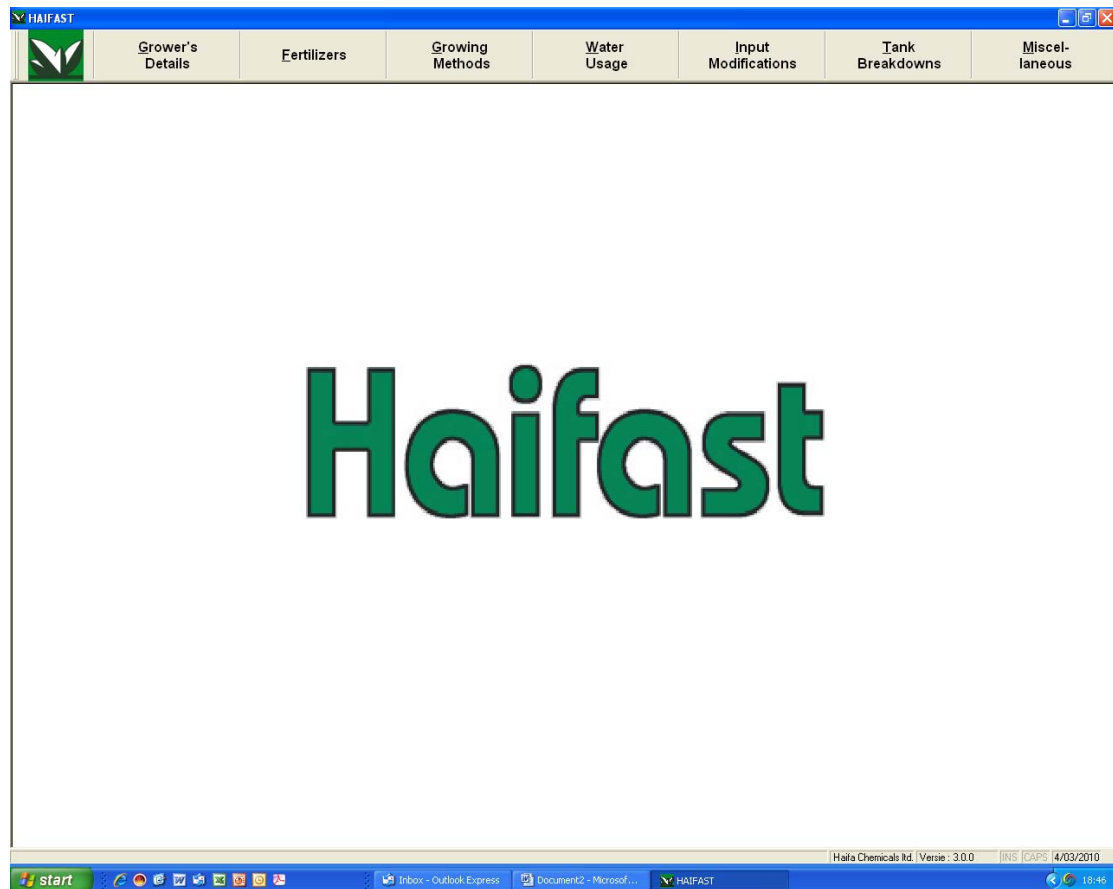 HAIFAST
Grower's
Details
Fertilizers
Growing
Methods
Water
Usage
Input
Modifications
Tank
Breakdowns
Miscel-
laneous
Haifast
Haifa Chemicals ltd. Versie : 3.0.0 INS CAPS 4/03/2010
start Inbox - Outlook Express Document2 - Microsof... HAIFAST 18:46